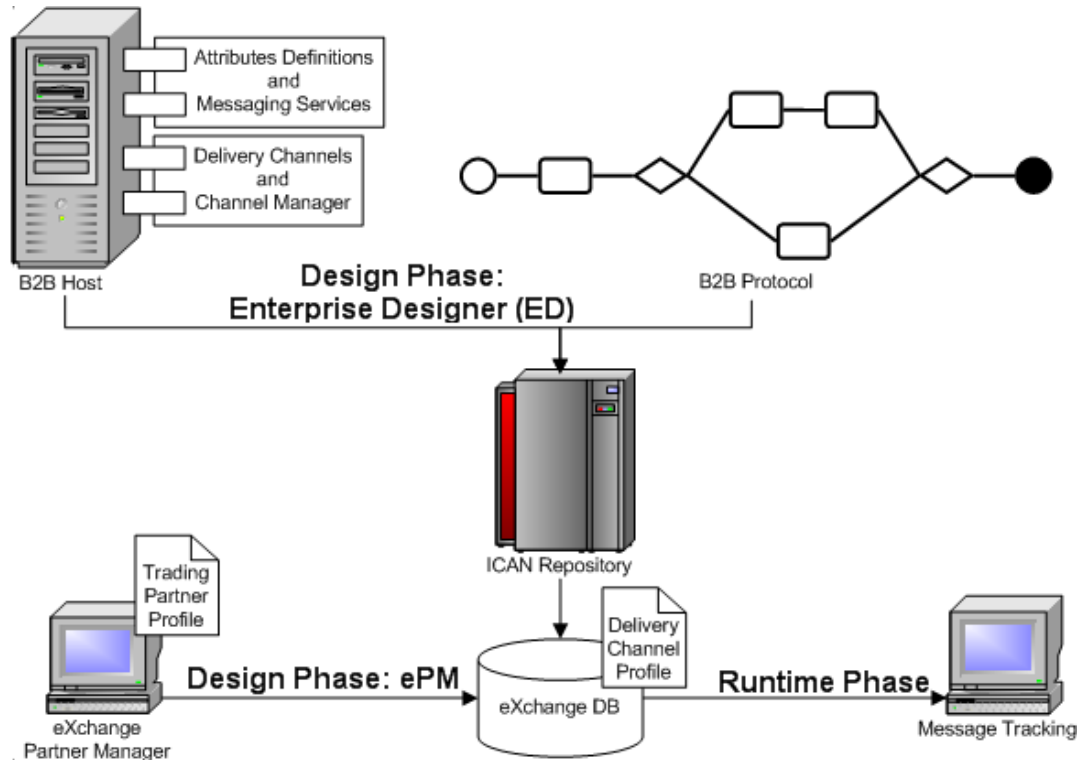 Attributes Definitions
and
Messaging Services
Delivery Channels
and
Channel Manager
B2B Host
Design Phase:
Enterprise Designer (ED)
B2B Protocol
ICAN Repository
Trading
Partner
Profile
Delivery
Channel
Profile
Design Phase: ePM
eXchange DB
Runtime Phase
eXchange
Partner Manager
Message Tracking